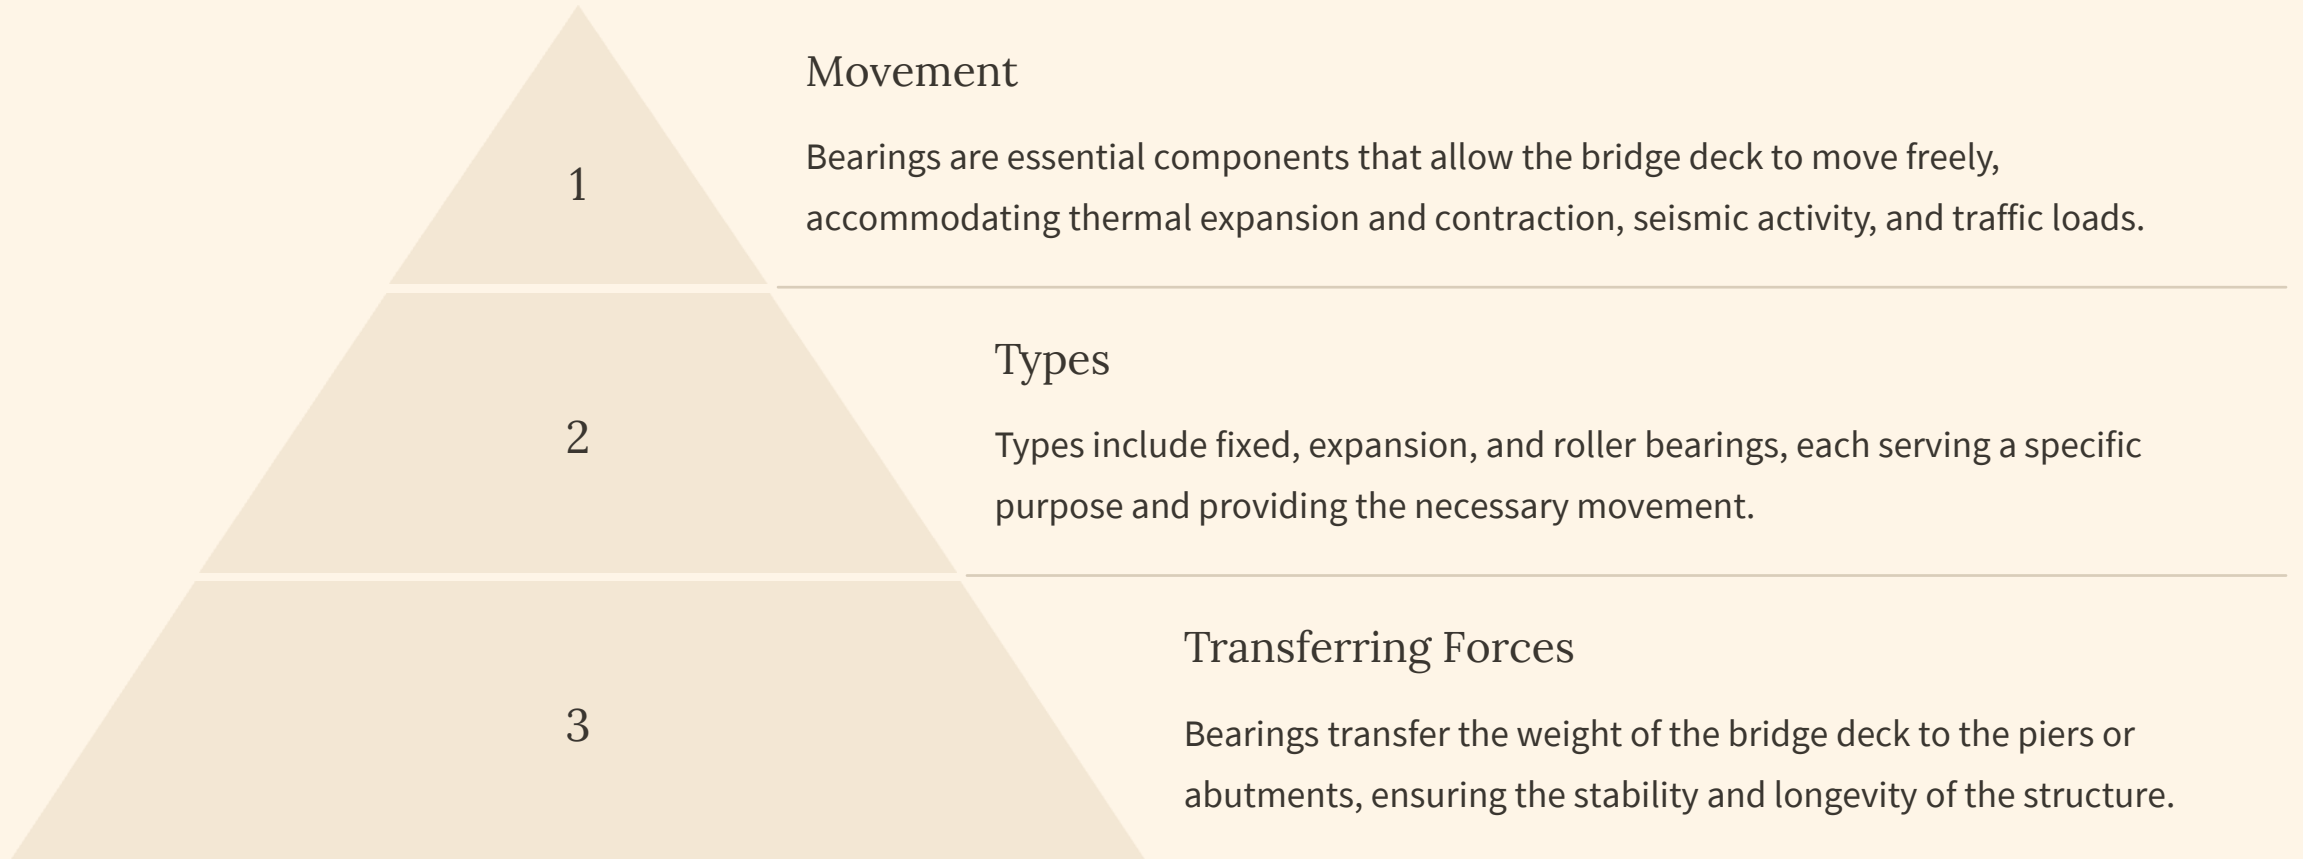 Movement
1
Bearings are essential components that allow the bridge deck to move freely,
accommodating thermal expansion and contraction, seismic activity, and traffic loads.
Types
2
Types include fixed, expansion, and roller bearings, each serving a specific
purpose and providing the necessary movement.
Transferring Forces
3
Bearings transfer the weight of the bridge deck to the piers or
abutments, ensuring the stability and longevity of the structure.